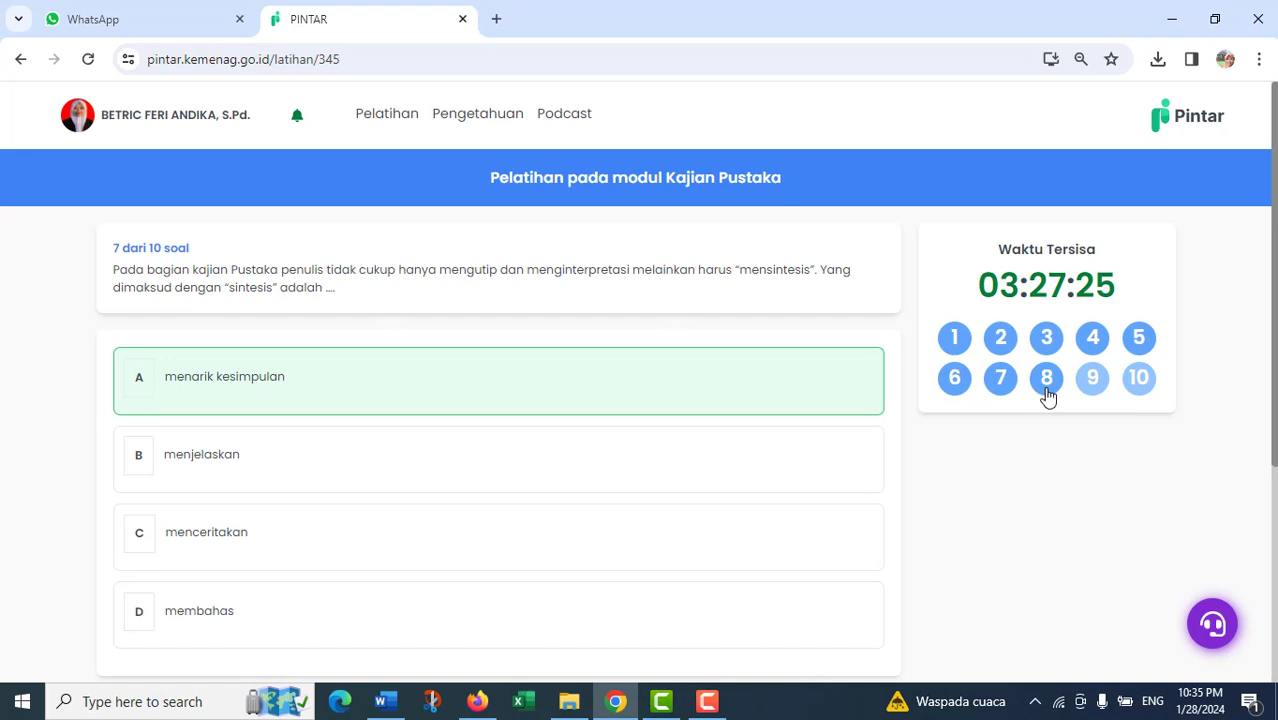 WhatsApp
PINTAR
pintar.kemenag.go.id/latihan/345
BETRIC FERI ANDIKA, S.Pd.
Pelatihan Pengetahuan Podcast
Pintar
Pelatihan pada modul Kajian Pustaka
7 dari 10 soal
Pada bagian kajian Pustaka penulis tidak cukup hanya mengutip dan menginterpretasi melainkan harus “mensintesis”. Yang
dimaksud dengan “sintesis” adalah ....
A menarik kesimpulan
B menjelaskan
C menceritakan
D membahas
Waktu Tersisa
03:27:25
1 2 3 4 5
6 7 8 9 10
Type here to search
Waspada cuaca
ENG
10:35 PM
1/28/2024
1